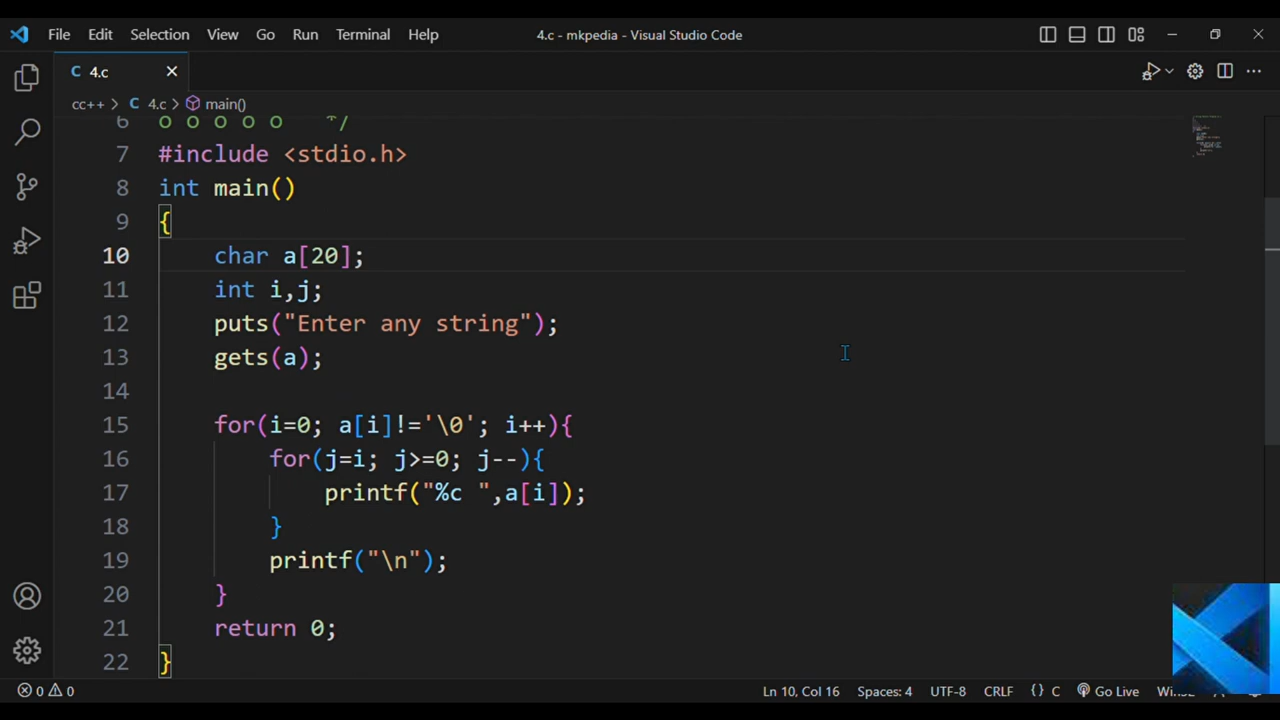 File Edit Selection View Go Run Terminal Help 4.c - mkpedia - Visual Studio Code
C 4.c
cc++ > C 4.c > main()
6 o o o o o */
7 #include <stdio.h>
8 int main()
9 {
10 char a[20];
11 int i,j;
12 puts("Enter any string");
13 gets(a);
14
15 for(i=0; a[i]!='\0'; i++){
16 for(j=i; j>=0; j--){
17 printf("%c ",a[i]);
18 }
19 printf("\n");
20 }
21 return 0;
22 }
0 0 Ln 10, Col 16 Spaces: 4 UTF-8 CRLF {} C Go Live